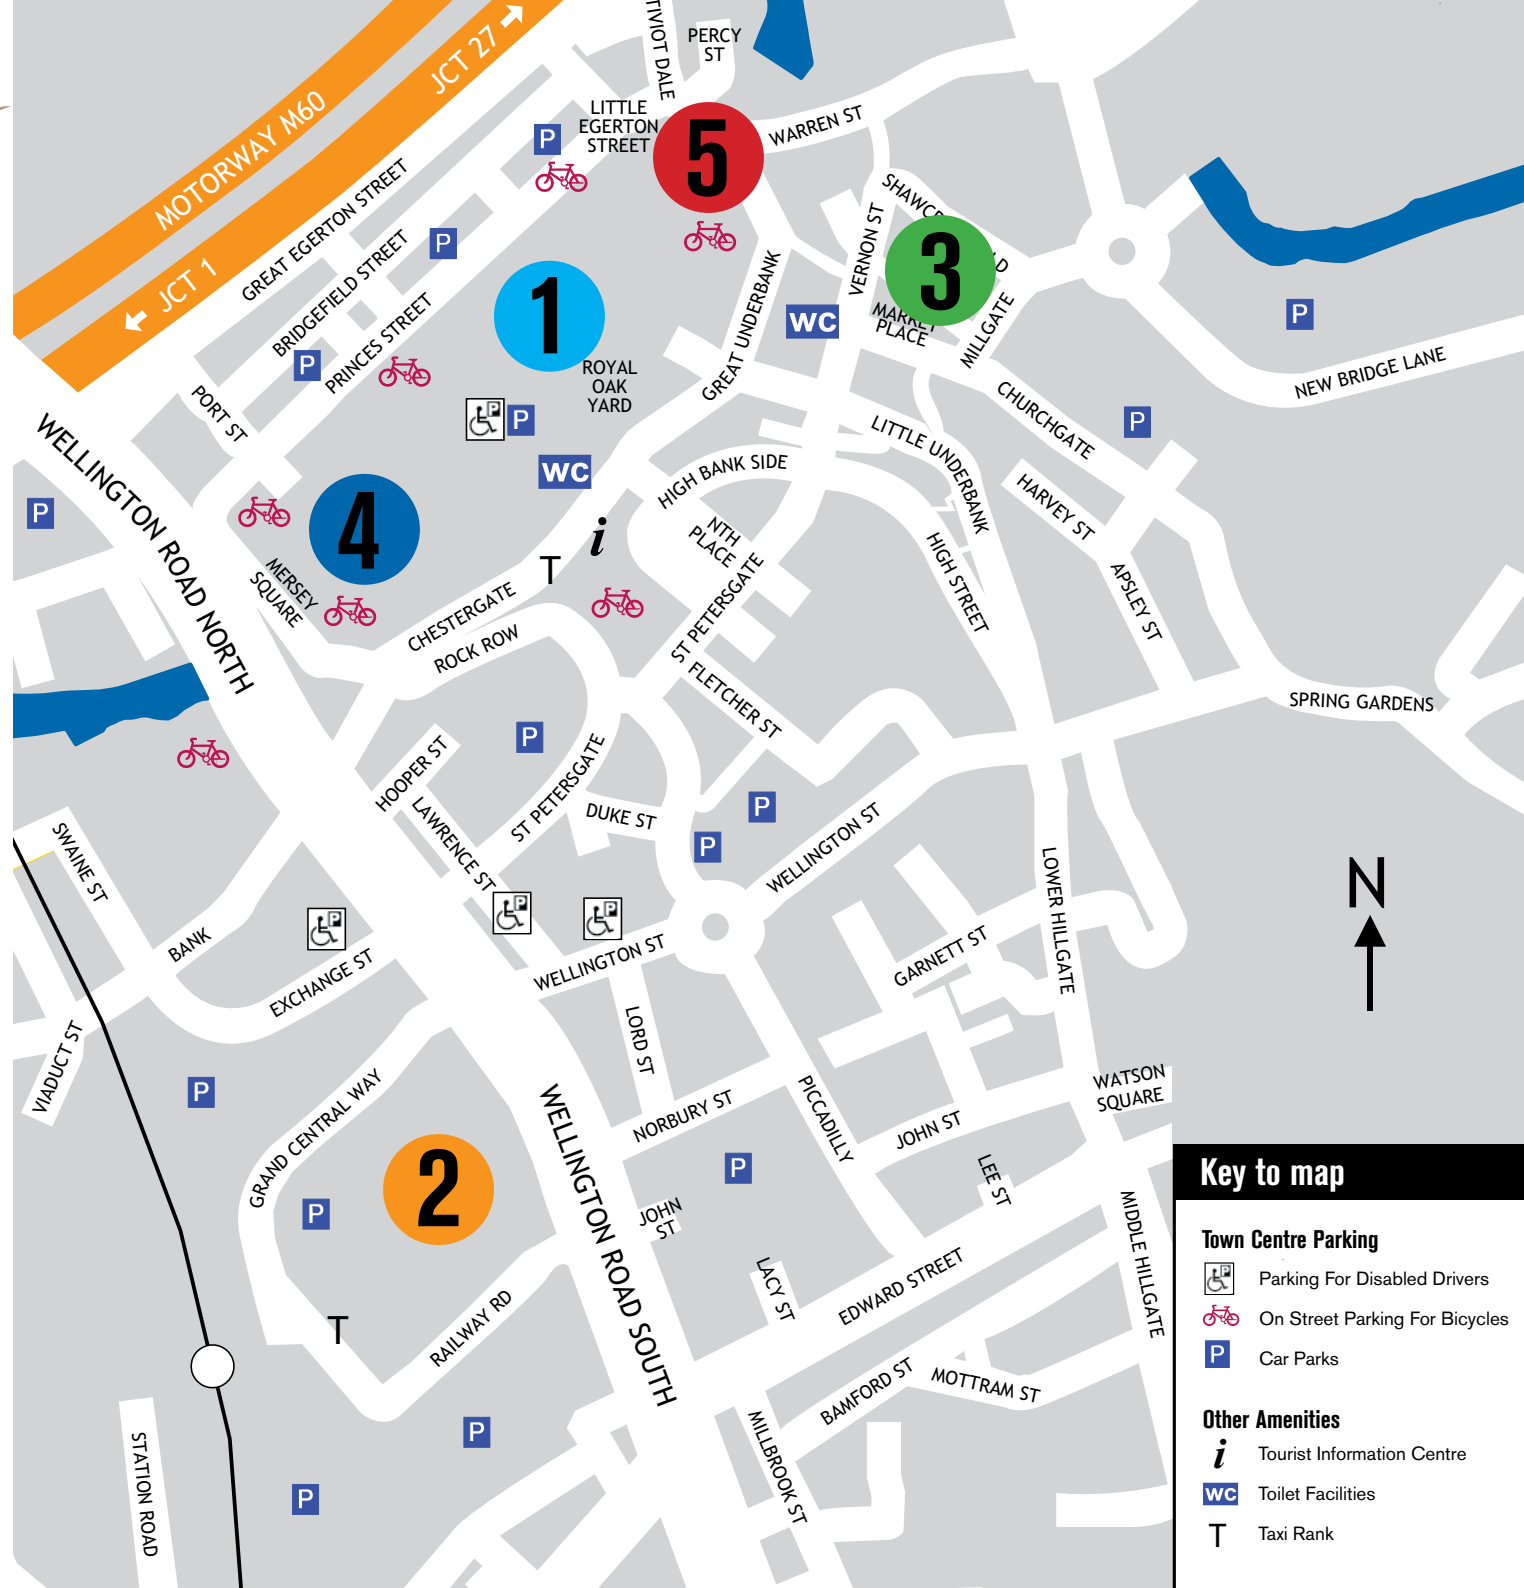 TIVIOT DALE
PERCY
ST
JCT 27
MOTORWAY M60
JCT 1
LITTLE
EGERTON
STREET
P
5
WARREN ST
GREAT EGERTON STREET
BRIDGEFIELD STREET
PRINCES STREET
P
P
1
ROYAL
OAK
YARD
P
P
WC
GREAT UNDERBANK
WC
VERNON ST
3
MARKET
PLACE
MILLGATE
P
NEW BRIDGE LANE
CHURCHGATE
P
PORT ST
WELLINGTON ROAD NORTH
P
4
MERSEY
SQUARE
i
T
CHESTERGATE
ROCK ROW
HIGH BANK SIDE
NTH
PLACE
LITTLE UNDERBANK
HARVEY ST
HIGH STREET
APSLEY ST
ST PETERSGATE
FLETCHER ST
SPRING GARDENS
P
HOOPER ST
LAWRENCE ST
ST PETERSGATE
DUKE ST
P
P
WELLINGTON ST
SWAINE ST
BANK
P
EXCHANGE ST
P
P
WELLINGTON ST
LOWER HILLGATE
GARNETT ST
N
VIADUCT ST
P
GRAND CENTRAL WAY
LORD ST
NORBURY ST
PICCADILLY
JOHN ST
WATSON
SQUARE
P
2
P
WELLINGTON ROAD SOUTH
JOHN
ST
LEE ST
LACY ST
EDWARD STREET
MIDDLE HILLGATE
T
RAILWAY RD
BAMFORD ST
MOTTRAM ST
MILLBROOK ST
P
P
STATION ROAD
Key to map
Town Centre Parking
P
Parking For Disabled Drivers
On Street Parking For Bicycles
P
Car Parks
Other Amenities
i
Tourist Information Centre
WC
Toilet Facilities
T
Taxi Rank